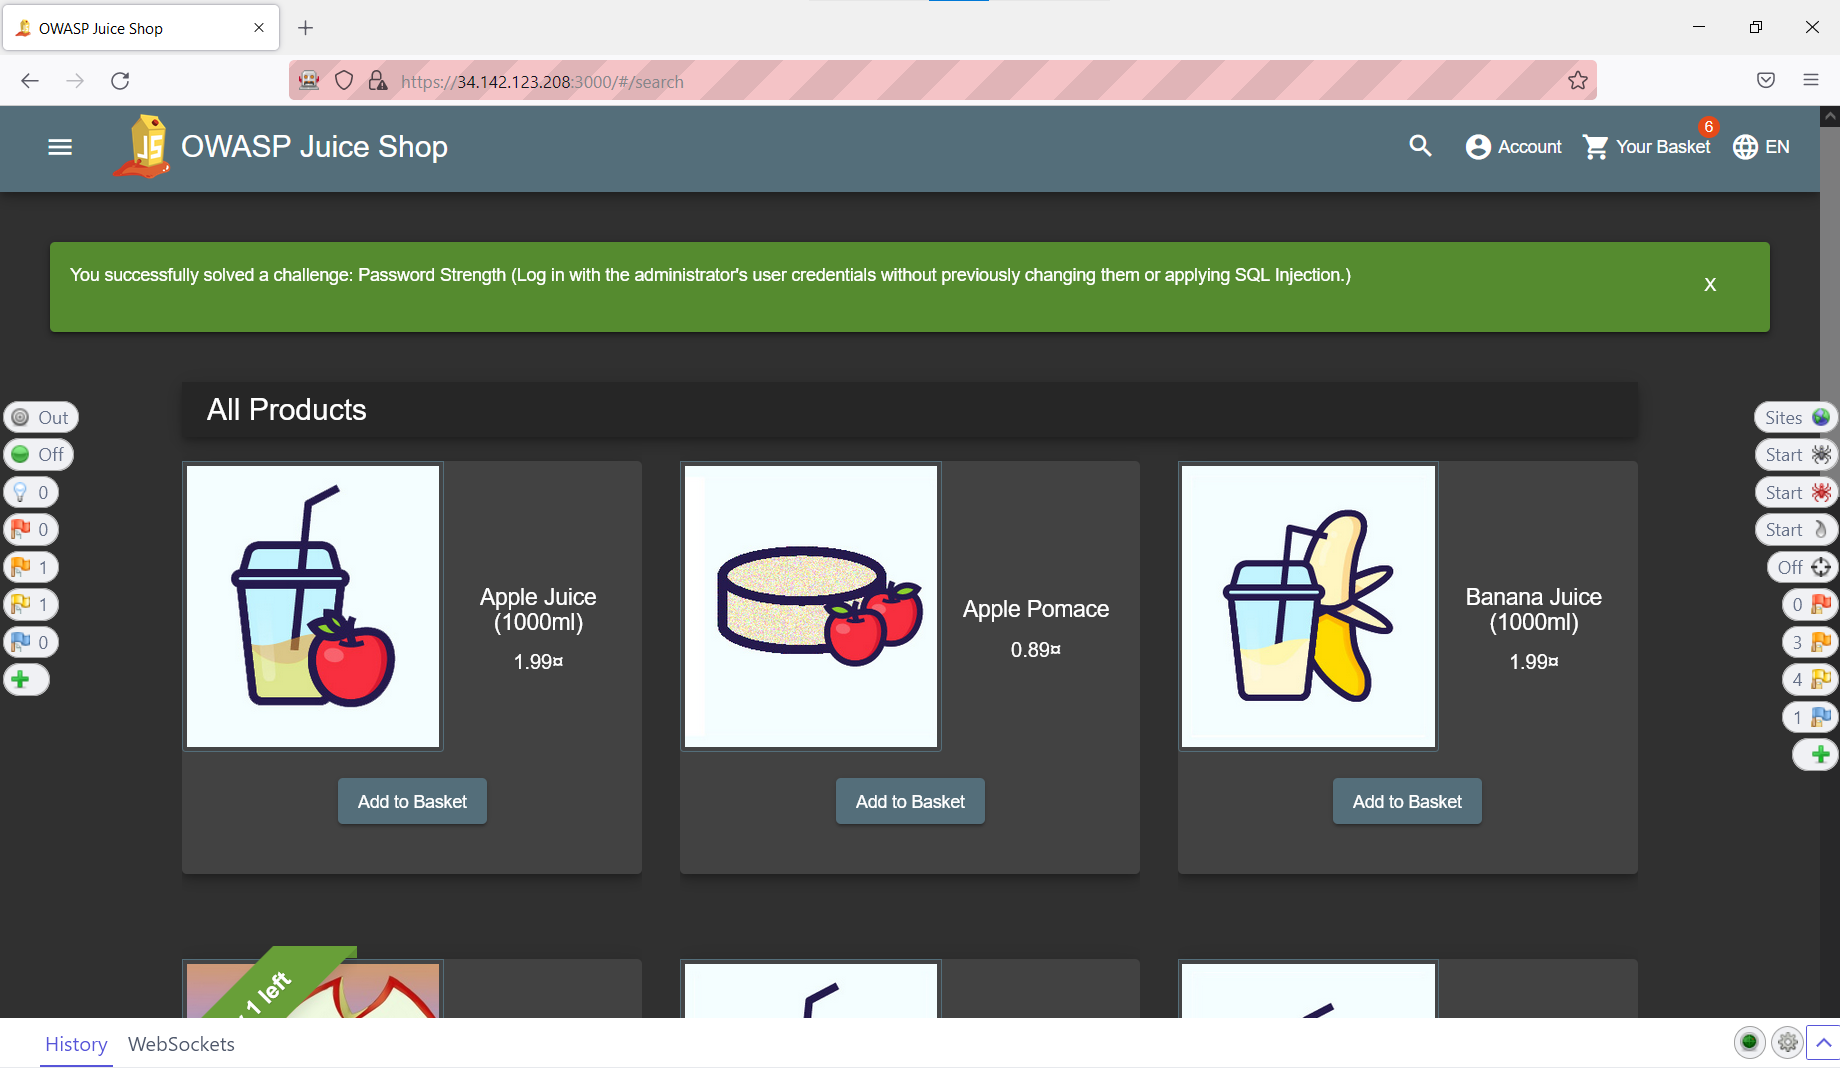 OWASP Juice Shop
https://34.142.123.208:3000/#/search
OWASP Juice Shop
Account
6
Your Basket
EN
You successfully solved a challenge: Password Strength (Log in with the administrator's user credentials without previously changing them or applying SQL Injection.)
X
All Products
Out
Off
0
0
1
1
0
Sites
Start
Start
Start
Off
0
3
4
1
JS
Apple Juice
(1000ml)
1.99¤
Add to Basket
Apple Pomace
0.89¤
Add to Basket
Banana Juice
(1000ml)
1.99¤
Add to Basket
1 left
History WebSockets